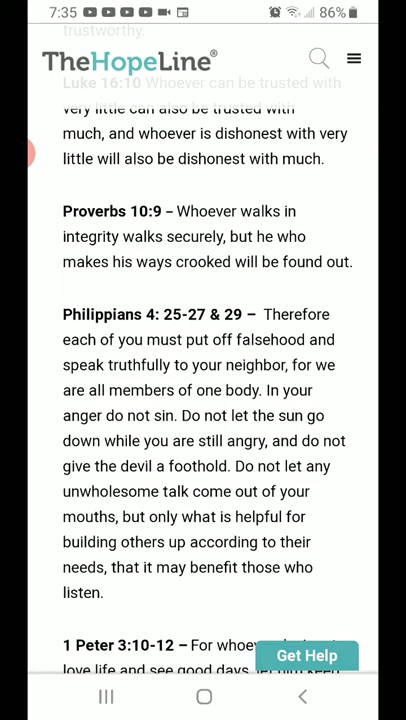 7:35 86%
trustworthy.
TheHopeLine®
Luke 16:10 Whoever can be trusted with
very little can also be trusted with
much, and whoever is dishonest with very
little will also be dishonest with much.
Proverbs 10:9 – Whoever walks in
integrity walks securely, but he who
makes his ways crooked will be found out.
Philippians 4: 25-27 & 29 – Therefore
each of you must put off falsehood and
speak truthfully to your neighbor, for we
are all members of one body. In your
anger do not sin. Do not let the sun go
down while you are still angry, and do not
give the devil a foothold. Do not let any
unwholesome talk come out of your
mouths, but only what is helpful for
building others up according to their
needs, that it may benefit those who
listen.
1 Peter 3:10-12 – For
Get Help
love life and see good days, let him keep